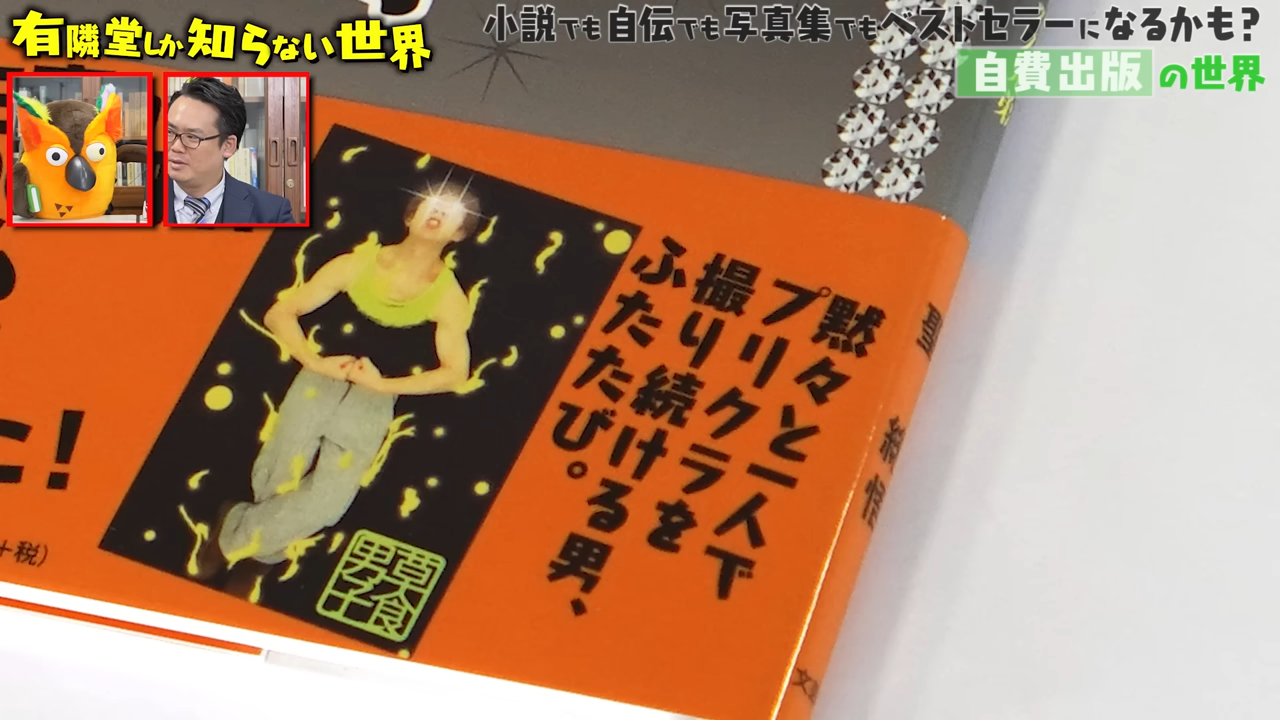 有隣堂しか知らない世界
小説でも自伝でも写真集でもベストセラーになるかも?
自費出版の世界
黙々と一人で
プリクラを
撮り続ける男、
ふたたび。
草食
男子
に!
+税)